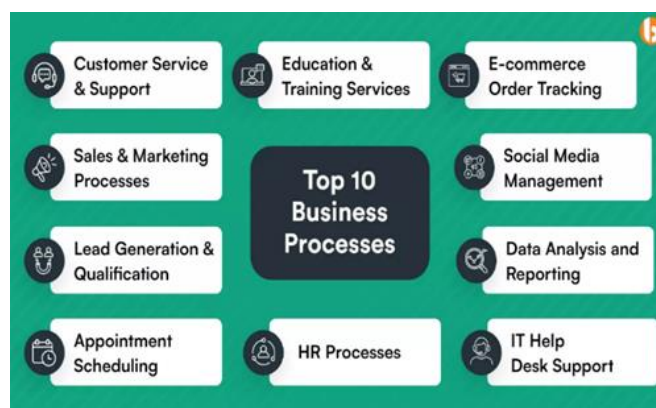 Customer Service
& Support
Education &
Training Services
E-commerce
Order Tracking
Sales & Marketing
Processes
Top 10
Business
Processes
Social Media
Management
Lead Generation &
Qualification
Data Analysis and
Reporting
Appointment
Scheduling
HR Processes
IT Help
Desk Support